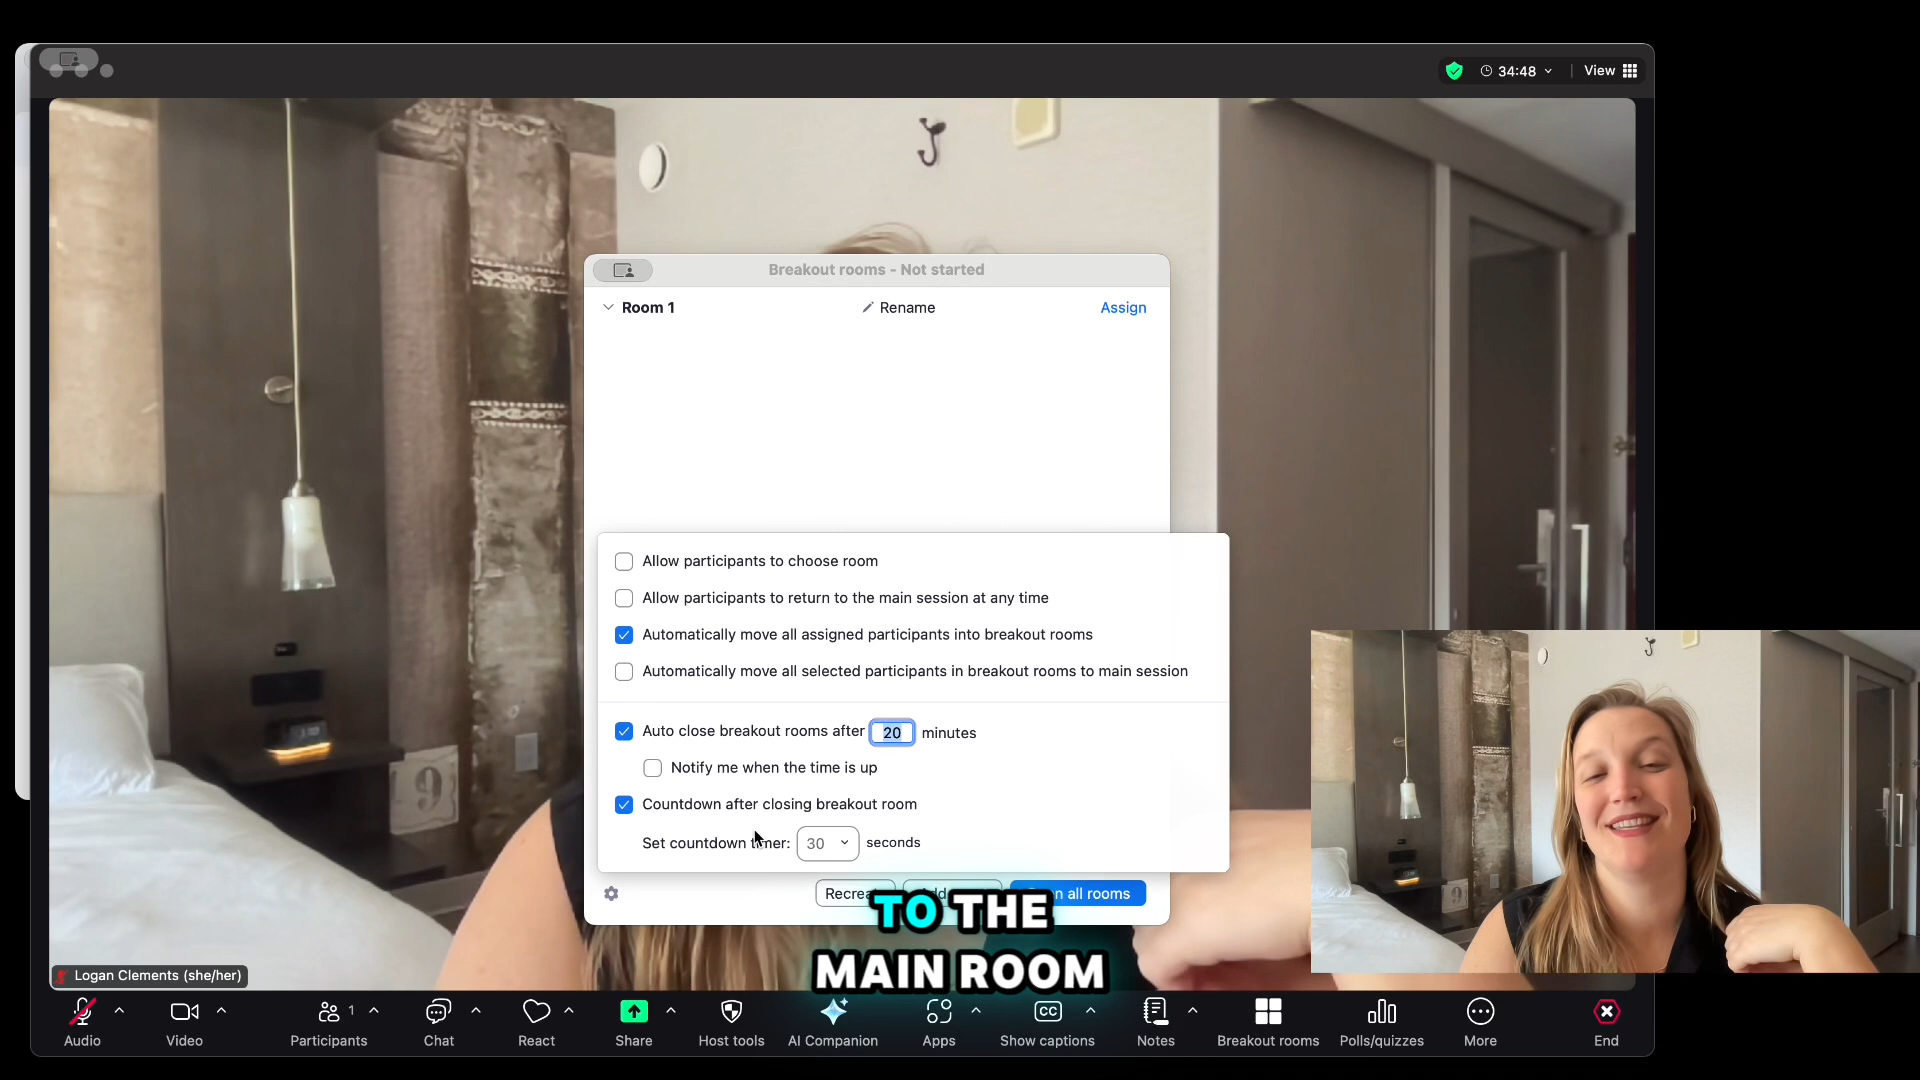 34:48
View
Breakout rooms - Not started
Room 1
Rename
Assign
Allow participants to choose room
Allow participants to return to the main session at any time
Automatically move all assigned participants into breakout rooms
Automatically move all selected participants in breakout rooms to main session
Auto close breakout rooms after 20 minutes
Notify me when the time is up
Countdown after closing breakout room
Set countdown timer: 30 seconds
all rooms
TO THE
MAIN ROOM
9
Logan Clements (she/her)
1
CC
Audio
Video
Participants
Chat
React
Share
Host tools
AI Companion
Apps
Show captions
Notes
Breakout rooms
Polls/quizzes
More
End